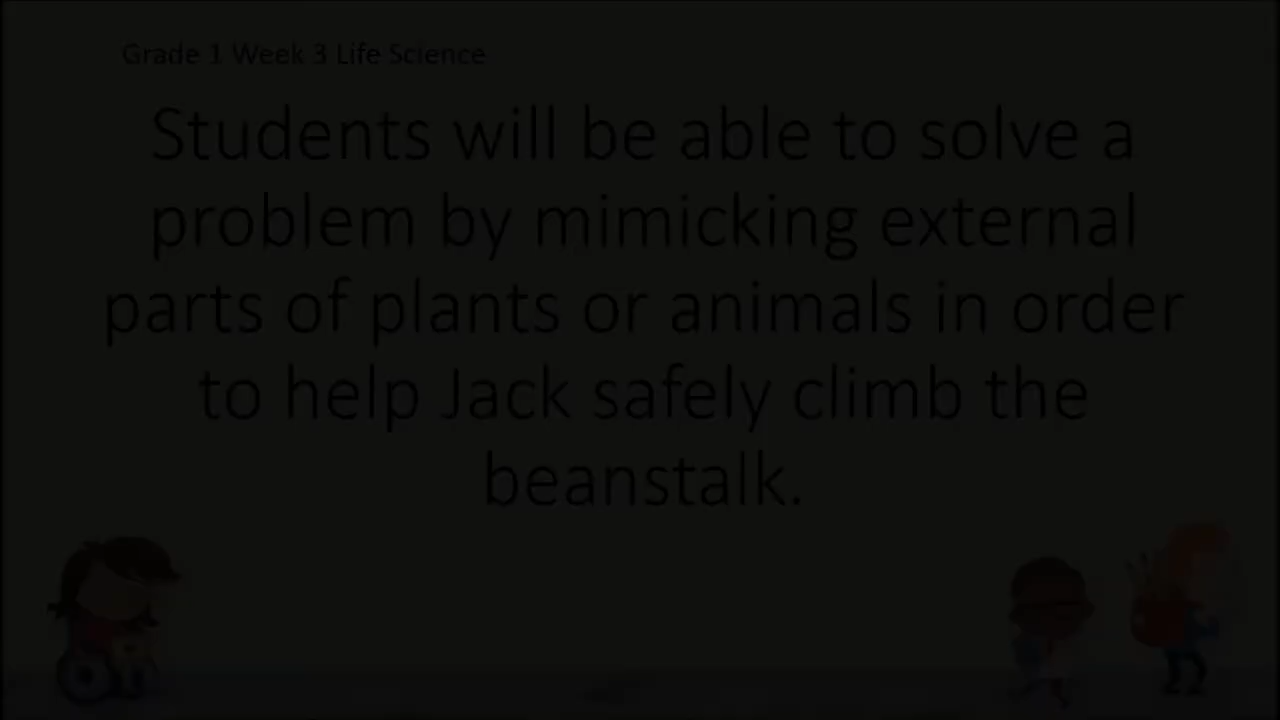 Grade 1 Week 3 Life Science
Students will be able to solve a
problem by mimicking external
parts of plants or animals in order
to help Jack safely climb the
beanstalk.